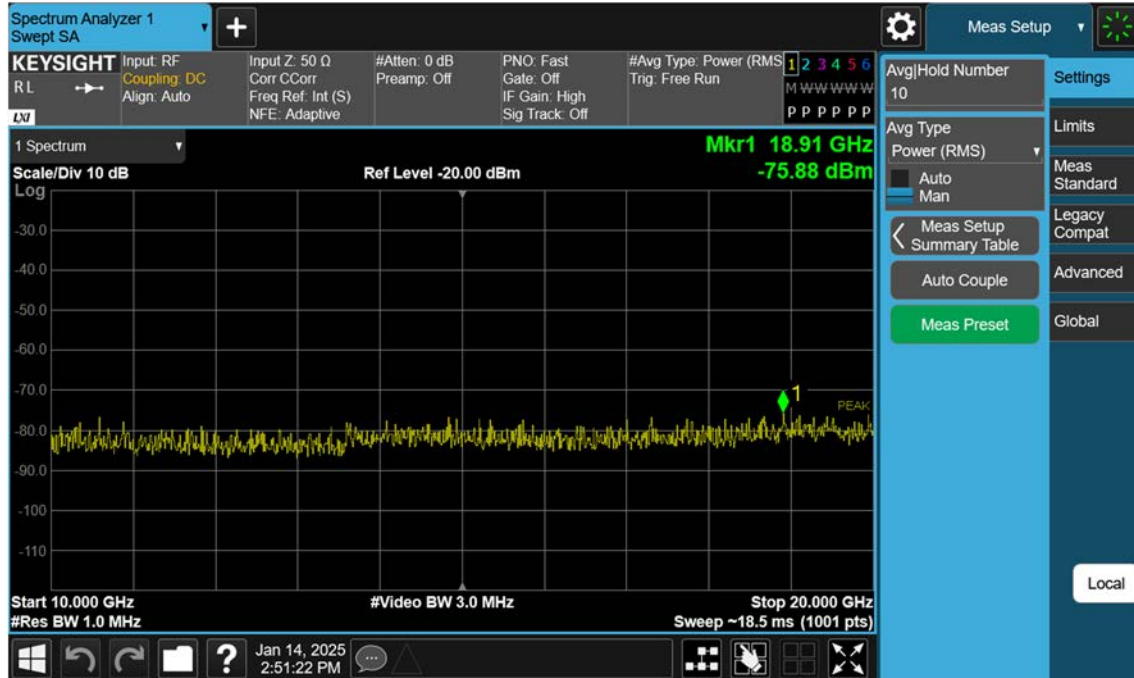 Spectrum Analyzer 1
Swept SA
+
Meas Setup
KEYSIGHT
R L
LXI
Input: RF
Coupling: DC
Align: Auto
Input Z: 50 Ω
Corr CCorr
Freq Ref: Int (S)
NFE: Adaptive
#Atten: 0 dB
Preamp: Off
PNO: Fast
Gate: Off
IF Gain: High
Sig Track: Off
#Avg Type: Power (RMS
Trig: Free Run
1 2 3 4 5 6
M W W W W W
P P P P P P
1 Spectrum
Mkr1 18.91 GHz
-75.88 dBm
Scale/Div 10 dB
Ref Level -20.00 dBm
Log
-30.0
-40.0
-50.0
-60.0
-70.0
-80.0
-90.0
-100
-110
1
PEAK
Start 10.000 GHz
#Video BW 3.0 MHz
Stop 20.000 GHz
#Res BW 1.0 MHz
Sweep ~18.5 ms (1001 pts)
?
Jan 14, 2025
2:51:22 PM
Avg|Hold Number
10
Avg Type
Power (RMS)
Auto
Man
Meas Setup
Summary Table
Auto Couple
Meas Preset
Settings
Limits
Meas
Standard
Legacy
Compat
Advanced
Global
Local